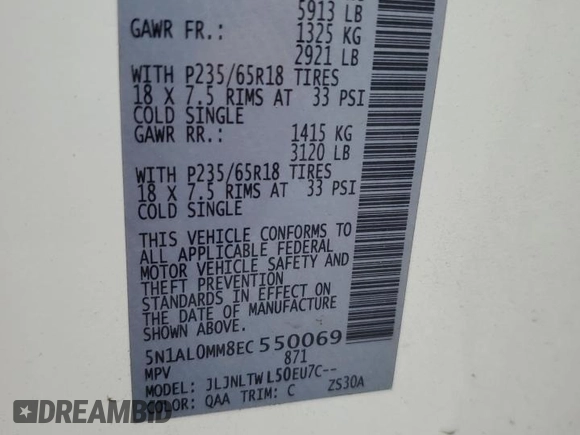 5913 LB
GAWR FR.: 1325 KG
2921 LB
WITH P235/65R18 TIRES
18 X 7.5 RIMS AT 33 PSI
COLD SINGLE
GAWR RR.: 1415 KG
3120 LB
WITH P235/65R18 TIRES
18 X 7.5 RIMS AT 33 PSI
COLD SINGLE
THIS VEHICLE CONFORMS TO
ALL APPLICABLE FEDERAL
MOTOR VEHICLE SAFETY AND
THEFT PREVENTION
STANDARDS IN EFFECT ON
THE DATE OF MANUFACTURE
SHOWN ABOVE.
5N1AL0MM8EC 550069
MPV 871
MODEL: JLJNLTWL50EU7C--
COLOR: QAA TRIM: C ZS30A
DREAMBID